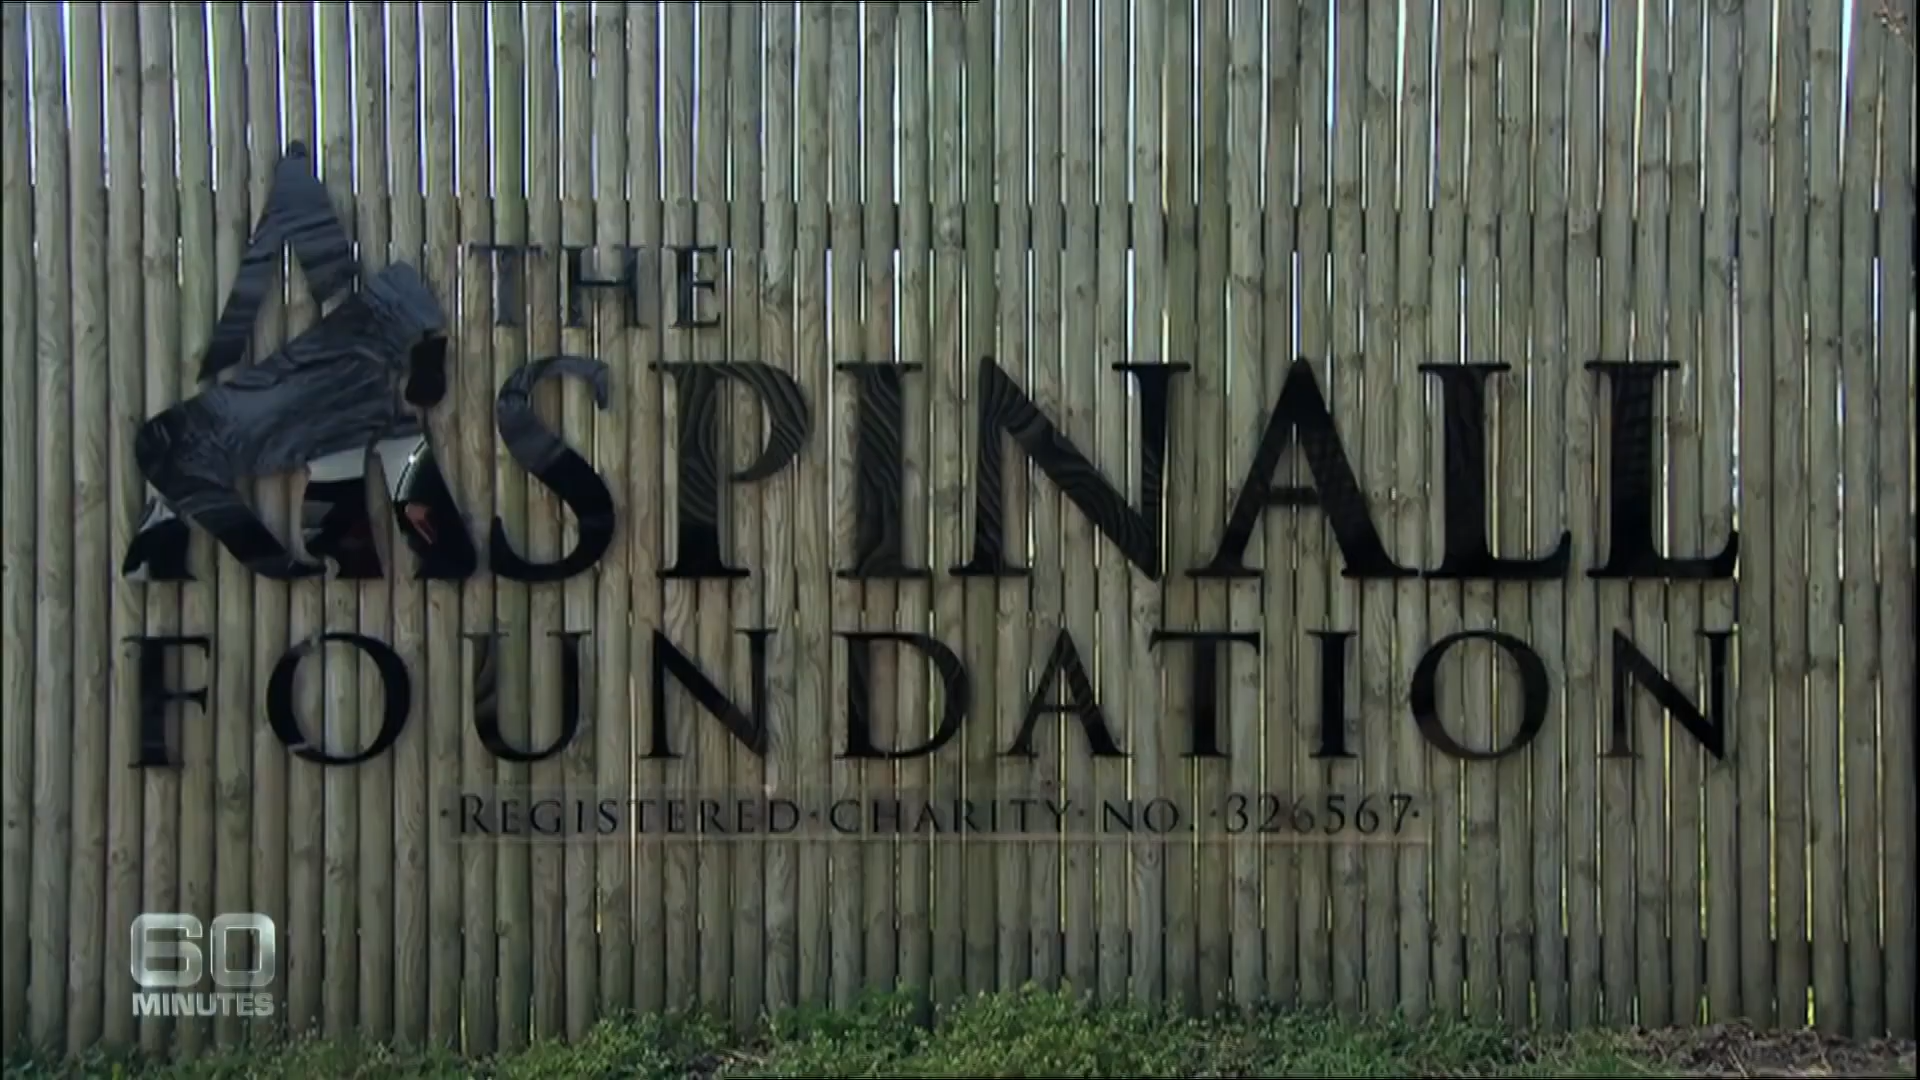 THE
ASPINALL
FOUNDATION
·REGISTERED·CHARITY·NO.·326567·
60
MINUTES